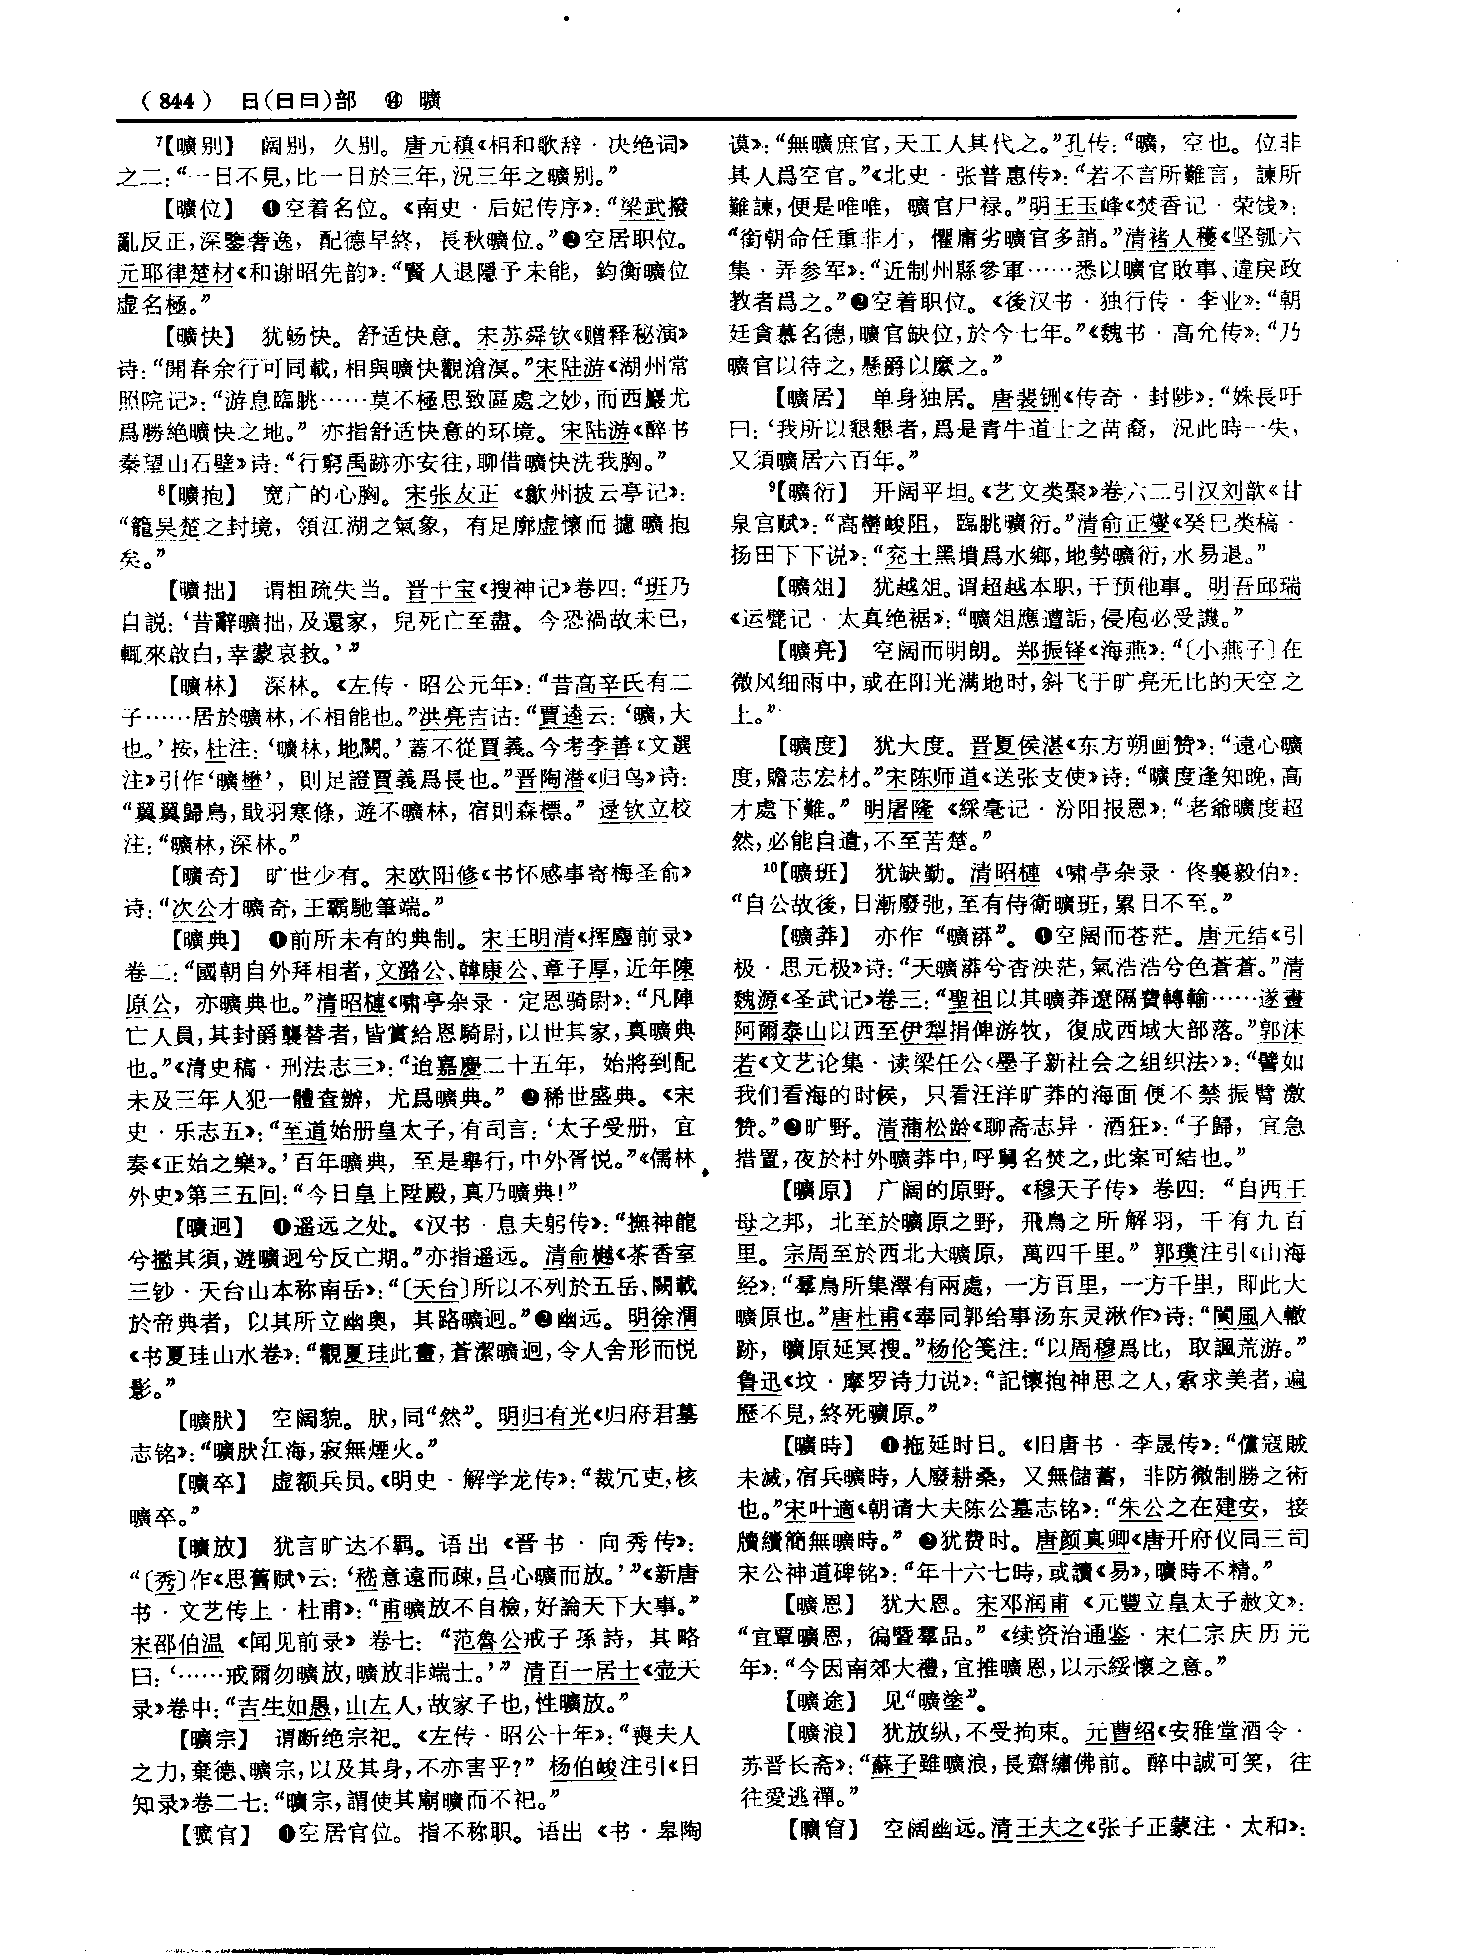 （844） 日(日曰)部 ⑭ 曠
⁷【曠别】 阔别，久别。唐元稹《相和歌辞·决绝词》
之二：“一日不見，比一日於三年，況三年之曠别。”
【曠位】 ❶空着名位。《南史·后妃传序》：“梁武撥
亂反正，深鑒奢逸，配德早終，長秋曠位。”❷空居职位。
元耶律楚材《和谢昭先韵》：“賢人退隱予未能，鈞衡曠位
虚名極。”
【曠快】 犹畅快。舒适快意。宋苏舜钦《赠释秘演》
诗：“開春余行可同載，相與曠快觀滄溟。”宋陆游《湖州常
照院记》：“游息臨眺……莫不極思致區處之妙，而西巖尤
爲勝絶曠快之地。”亦指舒适快意的环境。宋陆游《醉书
秦望山石壁》诗：“行窮禹跡亦安往，聊借曠快洗我胸。”
⁸【曠抱】 宽广的心胸。宋张友正《歙州披云亭记》：
“籠吴楚之封境，領江湖之氣象，有足廓虚懷而攄曠抱
矣。”
【曠拙】 谓粗疏失当。晋干宝《搜神记》卷四：“班乃
白説：‘昔辭曠拙，及還家，兒死亡至盡。今恐禍故未已，
輒來啟白，幸蒙哀救。’”
【曠林】 深林。《左传·昭公元年》：“昔高辛氏有二
子……居於曠林，不相能也。”洪亮吉诂：“賈逵云：‘曠，大
也。’按，杜注：‘曠林，地闕。’蓋不從賈義。今考李善《文選
注》引作‘曠壄’，則足證賈義爲長也。”晋陶潜《归鸟》诗：
“翼翼歸鳥，戢羽寒條，遊不曠林，宿則森標。”逯钦立校
注：“曠林，深林。”
【曠奇】 旷世少有。宋欧阳修《书怀感事寄梅圣俞》
诗：“次公才曠奇，王霸馳筆端。”
【曠典】 ❶前所未有的典制。宋王明清《挥麈前录》
卷二：“國朝自外拜相者，文潞公、韓康公、章子厚，近年陳
原公，亦曠典也。”清昭槤《啸亭杂录·定恩骑尉》：“凡陣
亡人員，其封爵襲替者，皆賞給恩騎尉，以世其家，真曠典
也。”《清史稿·刑法志三》：“迨嘉慶二十五年，始將到配
未及三年人犯一體查辦，尤爲曠典。” ❷稀世盛典。《宋
史·乐志五》：“至道始册皇太子，有司言：‘太子受册，宜
奏《正始之樂》。’百年曠典，至是舉行，中外胥悦。”《儒林
外史》第三五回：“今日皇上陞殿，真乃曠典！”
【曠迥】 ❶遥远之处。《汉书·息夫躬传》：“撫神龍
兮攬其須，遊曠迥兮反亡期。”亦指遥远。清俞樾《茶香室
三钞·天台山本称南岳》：“〔天台〕所以不列於五岳、闕載
於帝典者，以其所立幽奥，其路曠迥。”❷幽远。明徐渭
《书夏珪山水卷》：“觀夏珪此畫，蒼潔曠迥，令人舍形而悦
影。”
【曠肰】 空阔貌。肰，同“然”。明归有光《归府君墓
志铭》：“曠肰江海，寂無煙火。”
【曠卒】 虚额兵员。《明史·解学龙传》：“裁冗吏，核
曠卒。”
【曠放】 犹言旷达不羁。语出《晋书·向秀传》：
“〔秀〕作《思舊赋》云：‘嵇意遠而疎，吕心曠而放。’”《新唐
书·文艺传上·杜甫》：“甫曠放不自檢，好論天下大事。”
宋邵伯温《闻见前录》卷七：“范魯公戒子孫詩，其略
曰：‘……戒爾勿曠放，曠放非端士。’” 清百一居士《壶天
录》卷中：“吉生如愚，山左人，故家子也，性曠放。”
【曠宗】 谓断绝宗祀。《左传·昭公十年》：“喪夫人
之力，棄德、曠宗，以及其身，不亦害乎？”杨伯峻注引《日
知录》卷二七：“曠宗，謂使其廟曠而不祀。”
【曠官】 ❶空居官位。指不称职。语出《书·皋陶
谟》：“無曠庶官，天工人其代之。”孔传：“曠，空也。位非
其人爲空官。”《北史·张普惠传》：“若不言所難言，諫所
難諫，便是唯唯，曠官尸禄。”明王玉峰《焚香记·荣饯》：
“銜朝命任重非才，懼庸劣曠官多誚。”清褚人穫《坚瓠六
集·弄参军》：“近制州縣參軍……悉以曠官敗事、違戾政
教者爲之。”❷空着职位。《後汉书·独行传·李业》：“朝
廷貪慕名德，曠官缺位，於今七年。”《魏书·高允传》：“乃
曠官以待之，懸爵以縻之。”
【曠居】 单身独居。唐裴铏《传奇·封陟》：“姝長吁
曰：‘我所以懇懇者，爲是青牛道士之苗裔，況此時一失，
又須曠居六百年。”
⁹【曠衍】 开阔平坦。《艺文类聚》卷六二引汉刘歆《甘
泉宫赋》：“高巒峻阻，臨眺曠衍。”清俞正燮《癸巳类稿·
扬田下下说》：“兖土黑墳爲水鄉，地勢曠衍，水易退。”
【曠俎】 犹越俎。谓超越本职，干预他事。明吾邱瑞
《运甓记·太真绝裾》：“曠俎應遭詬，侵庖必受譏。”
【曠亮】 空阔而明朗。郑振铎《海燕》：“〔小燕子〕在
微风细雨中，或在阳光满地时，斜飞于旷亮无比的天空之
上。”
【曠度】 犹大度。晋夏侯湛《东方朔画赞》：“遠心曠
度，贍志宏材。”宋陈师道《送张支使》诗：“曠度逢知晚，高
才處下難。” 明屠隆《綵毫记·汾阳报恩》：“老爺曠度超
然，必能自遣，不至苦楚。”
¹⁰【曠班】 犹缺勤。清昭槤《啸亭杂录·佟襄毅伯》：
“自公故後，日漸廢弛，至有侍衛曠班，累日不至。”
【曠莽】 亦作“曠漭”。❶空阔而苍茫。唐元结《引
极·思元极》诗：“天曠漭兮杳泱茫，氣浩浩兮色蒼蒼。”清
魏源《圣武记》卷三：“聖祖以其曠莽遼隔費轉輸……遂畫
阿爾泰山以西至伊犁捐俾游牧，復成西域大部落。”郭沫
若《文艺论集·读梁任公〈墨子新社会之组织法〉》：“譬如
我们看海的时候，只看汪洋旷莽的海面便不禁振臂激
赞。”❷旷野。清蒲松龄《聊斋志异·酒狂》：“子歸，宜急
措置，夜於村外曠莽中，呼舅名焚之，此案可結也。”
【曠原】 广阔的原野。《穆天子传》卷四：“自西王
母之邦，北至於曠原之野，飛鳥之所解羽，千有九百
里。宗周至於西北大曠原，萬四千里。” 郭璞注引《山海
经》：“羣鳥所集澤有兩處，一方百里，一方千里，即此大
曠原也。”唐杜甫《奉同郭给事汤东灵湫作》诗：“閬風入轍
跡，曠原延冥搜。”杨伦笺注：“以周穆爲比，取諷荒游。”
鲁迅《坟·摩罗诗力说》：“記懷抱神思之人，索求美者，遍
歷不見，終死曠原。”
【曠時】 ❶拖延时日。《旧唐书·李晟传》：“儻寇賊
未滅，宿兵曠時，人廢耕桑，又無儲蓄，非防微制勝之術
也。”宋叶適《朝请大夫陈公墓志铭》：“朱公之在建安，接
牘續簡無曠時。” ❷犹费时。唐颜真卿《唐开府仪同三司
宋公神道碑铭》：“年十六七時，或讀《易》，曠時不精。”
【曠恩】 犹大恩。宋邓润甫《元豐立皇太子赦文》：
“宜覃曠恩，徧暨羣品。”《续资治通鉴·宋仁宗庆历元
年》：“今因南郊大禮，宜推曠恩，以示綏懷之意。”
【曠途】 见“曠塗”。
【曠浪】 犹放纵，不受拘束。元曹绍《安雅堂酒令·
苏晋长斋》：“蘇子雖曠浪，長齋繡佛前。醉中誠可笑，往
往愛逃禪。”
【曠窅】 空阔幽远。清王夫之《张子正蒙注·太和》：